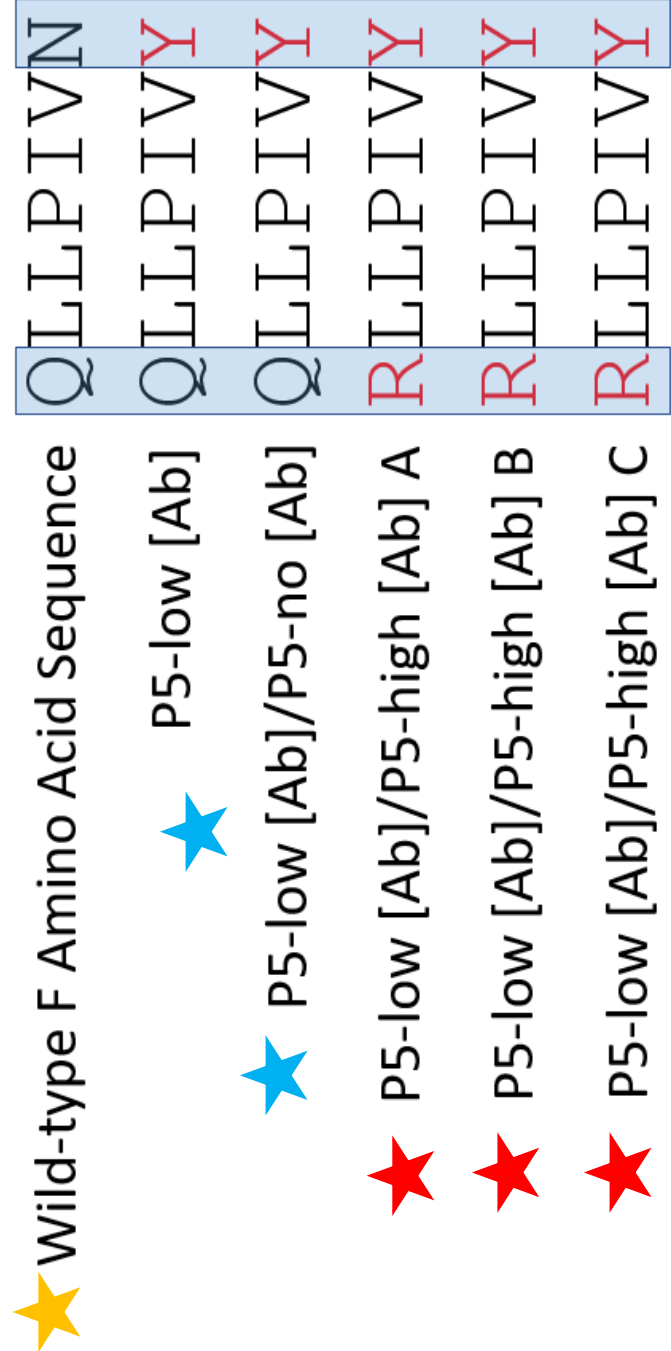 Wild-type F Amino Acid Sequence QLLPIVN
P5-low [Ab] QLLPIVY
P5-low [Ab]/P5-no [Ab] QLLPIVY
P5-low [Ab]/P5-high [Ab] A RLLPIVY
P5-low [Ab]/P5-high [Ab] B RLLPIVY
P5-low [Ab]/P5-high [Ab] C RLLPIVY